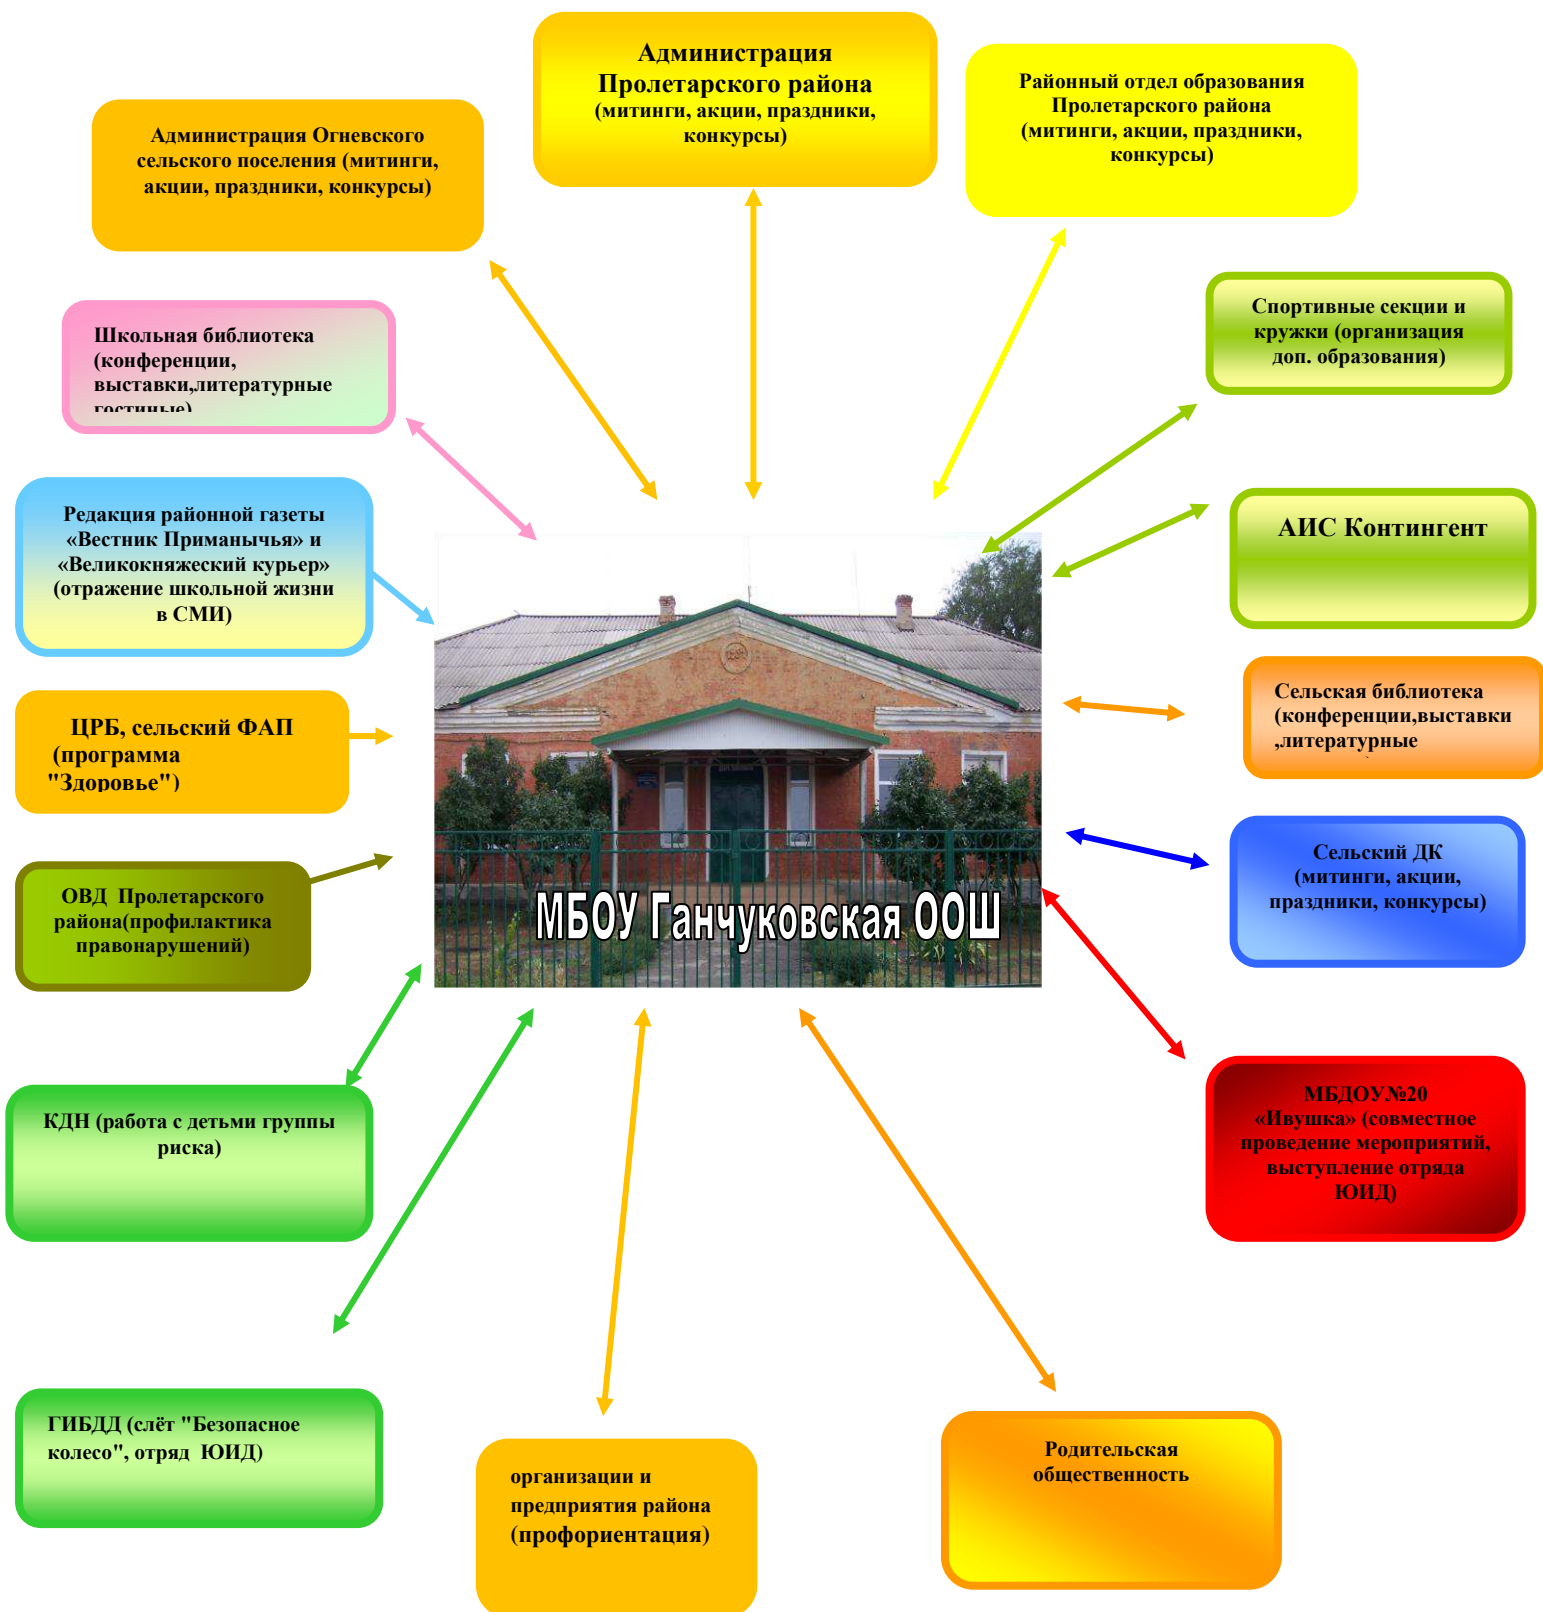 Администрация
Пролетарского района
(митинги, акции, праздники,
конкурсы)
Районный отдел образования
Пролетарского района
(митинги, акции, праздники,
конкурсы)
Администрация Огневского
сельского поселения (митинги,
акции, праздники, конкурсы)
Спортивные секции и
кружки (организация
доп. образования)
Школьная библиотека
(конференции,
выставки,литературные
гостиные)
АИС Контингент
Редакция районной газеты
«Вестник Приманычья» и
«Великокняжеский курьер»
(отражение школьной жизни
в СМИ)
Сельская библиотека
(конференции,выставки
,литературные
ЦРБ, сельский ФАП
(программа
"Здоровье")
Сельский ДК
(митинги, акции,
праздники, конкурсы)
ОВД Пролетарского
района(профилактика
правонарушений)
МБОУ Ганчуковская ООШ
КДН (работа с детьми группы
риска)
МБДОУ№20
«Ивушка» (совместное
проведение мероприятий,
выступление отряда
ЮИД)
ГИБДД (слёт "Безопасное
колесо", отряд ЮИД)
организации и
предприятия района
(профориентация)
Родительская
общественность